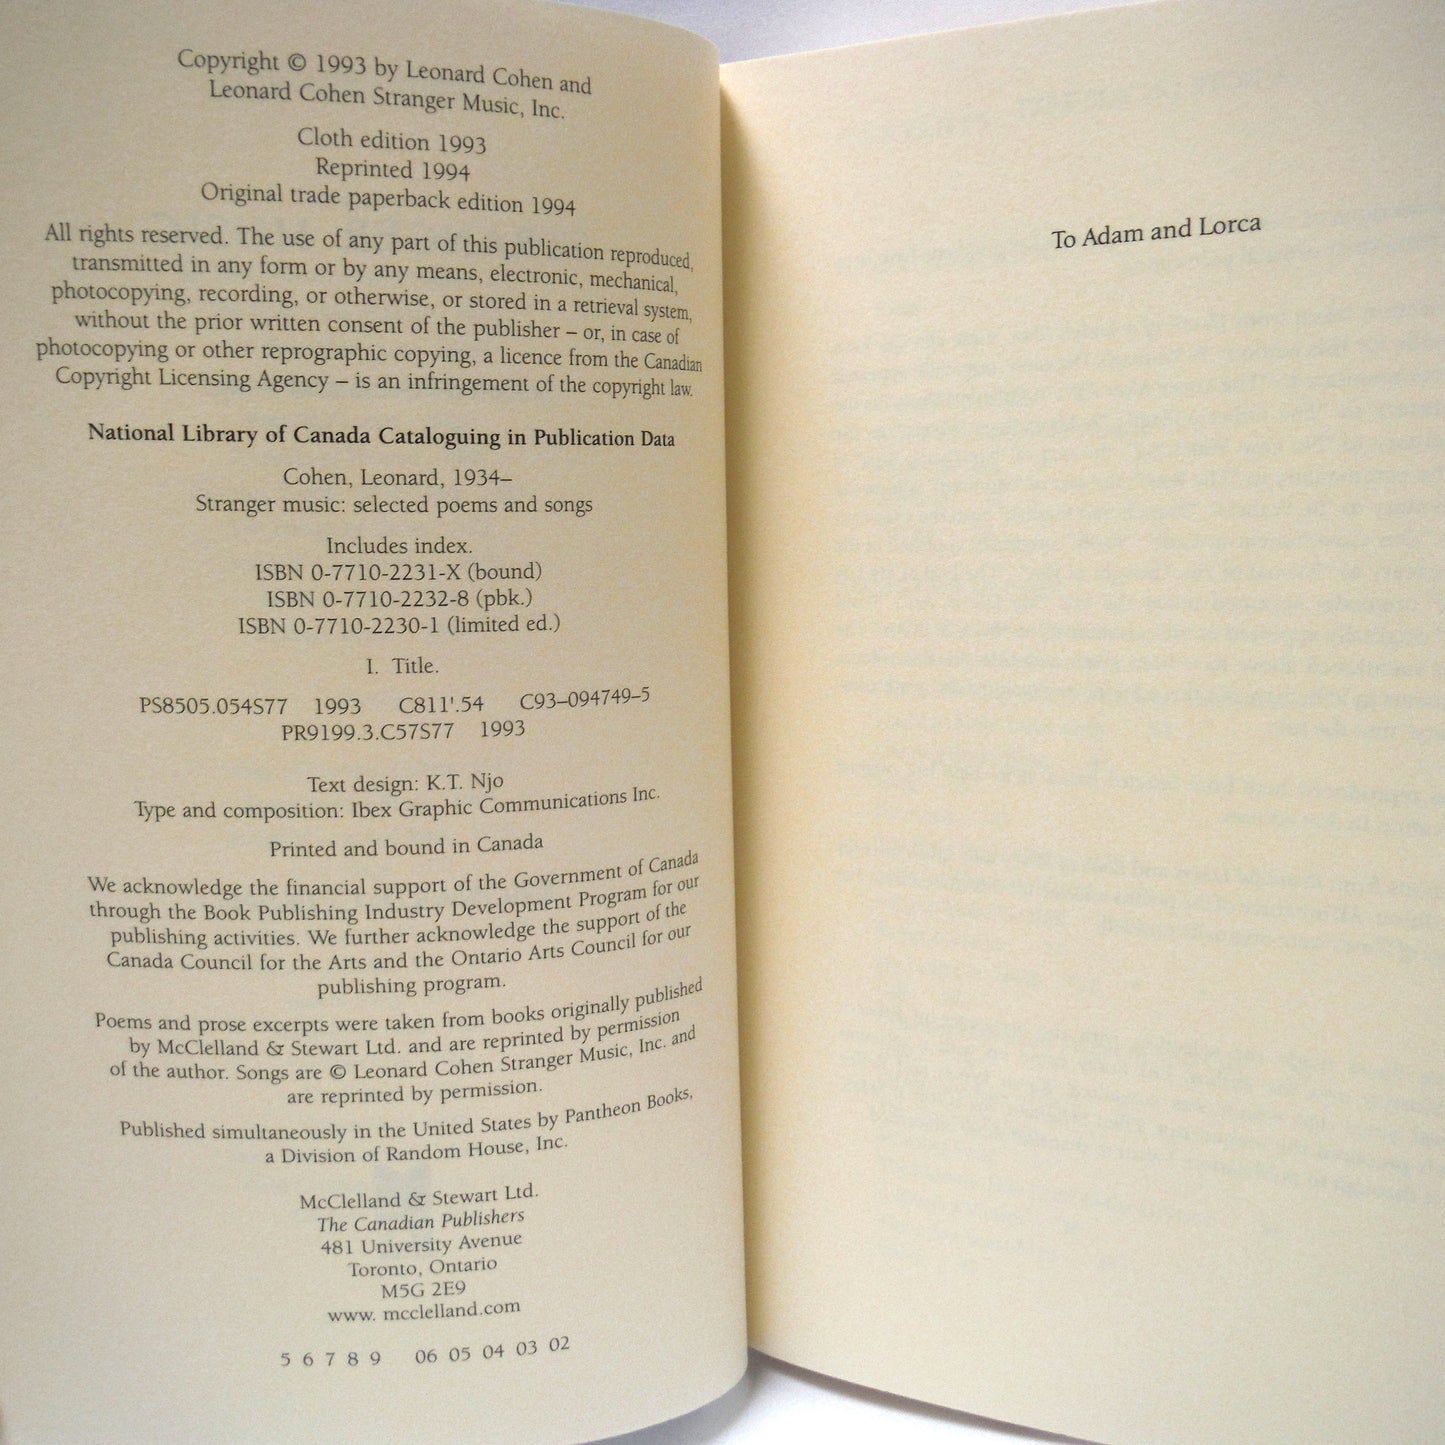 Copyright © 1993 by Leonard Cohen and
Leonard Cohen Stranger Music, Inc.
Cloth edition 1993
Reprinted 1994
Original trade paperback edition 1994
All rights reserved. The use of any part of this publication reproduced,
transmitted in any form or by any means, electronic, mechanical,
photocopying, recording, or otherwise, or stored in a retrieval system,
without the prior written consent of the publisher – or, in case of
photocopying or other reprographic copying, a licence from the Canadian
Copyright Licensing Agency – is an infringement of the copyright law.
National Library of Canada Cataloguing in Publication Data
Cohen, Leonard, 1934–
Stranger music: selected poems and songs
Includes index.
ISBN 0-7710-2231-X (bound)
ISBN 0-7710-2232-8 (pbk.)
ISBN 0-7710-2230-1 (limited ed.)
I. Title.
PS8505.054S77 1993 C811'.54 C93–094749–5
PR9199.3.C57S77 1993
Text design: K.T. Njo
Type and composition: Ibex Graphic Communications Inc.
Printed and bound in Canada
We acknowledge the financial support of the Government of Canada
through the Book Publishing Industry Development Program for our
publishing activities. We further acknowledge the support of the
Canada Council for the Arts and the Ontario Arts Council for our
publishing program.
Poems and prose excerpts were taken from books originally published
by McClelland & Stewart Ltd. and are reprinted by permission
of the author. Songs are © Leonard Cohen Stranger Music, Inc. and
are reprinted by permission.
Published simultaneously in the United States by Pantheon Books,
a Division of Random House, Inc.
McClelland & Stewart Ltd.
The Canadian Publishers
481 University Avenue
Toronto, Ontario
M5G 2E9
www. mcclelland.com
5 6 7 8 9 06 05 04 03 02
To Adam and Lorca